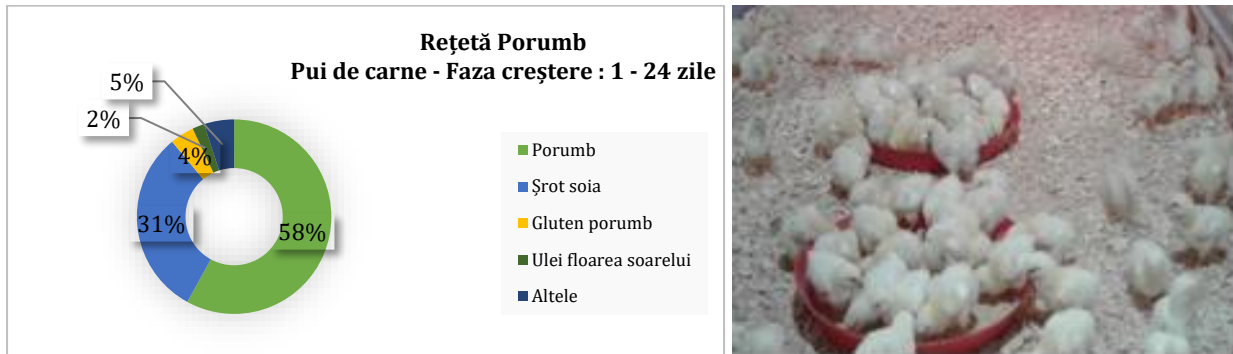 Rețetă Porumb
Pui de carne - Faza creștere : 1 - 24 zile
5%
2%
4%
31%
58%
Porumb
Șrot soia
Gluten porumb
Ulei floarea soarelui
Altele